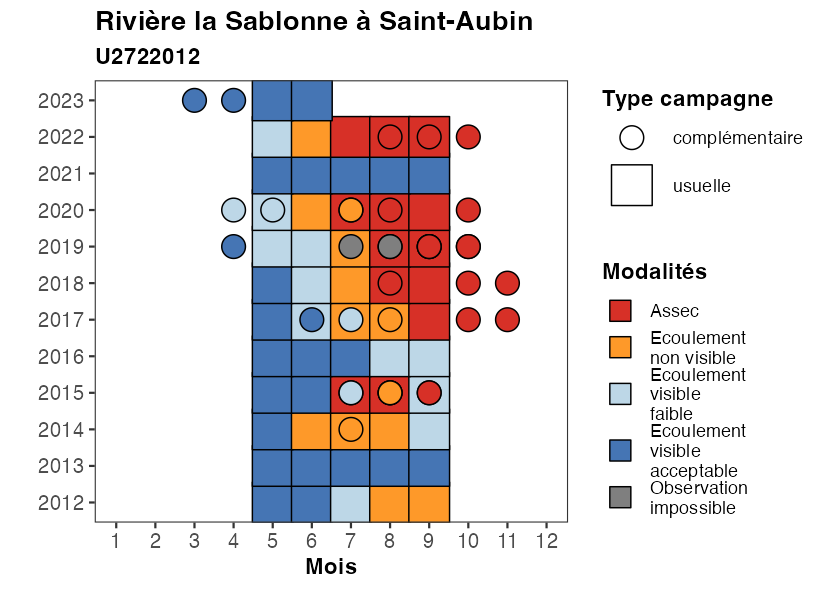 Rivière la Sablonne à Saint-Aubin
U2722012
2023
2022
2021
2020
2019
2018
2017
2016
2015
2014
2013
2012
1 2 3 4 5 6 7 8 9 10 11 12
Mois
Type campagne
complémentaire
usuelle
Modalités
Assec
Ecoulement
non visible
Ecoulement
visible
faible
Ecoulement
visible
acceptable
Observation
impossible